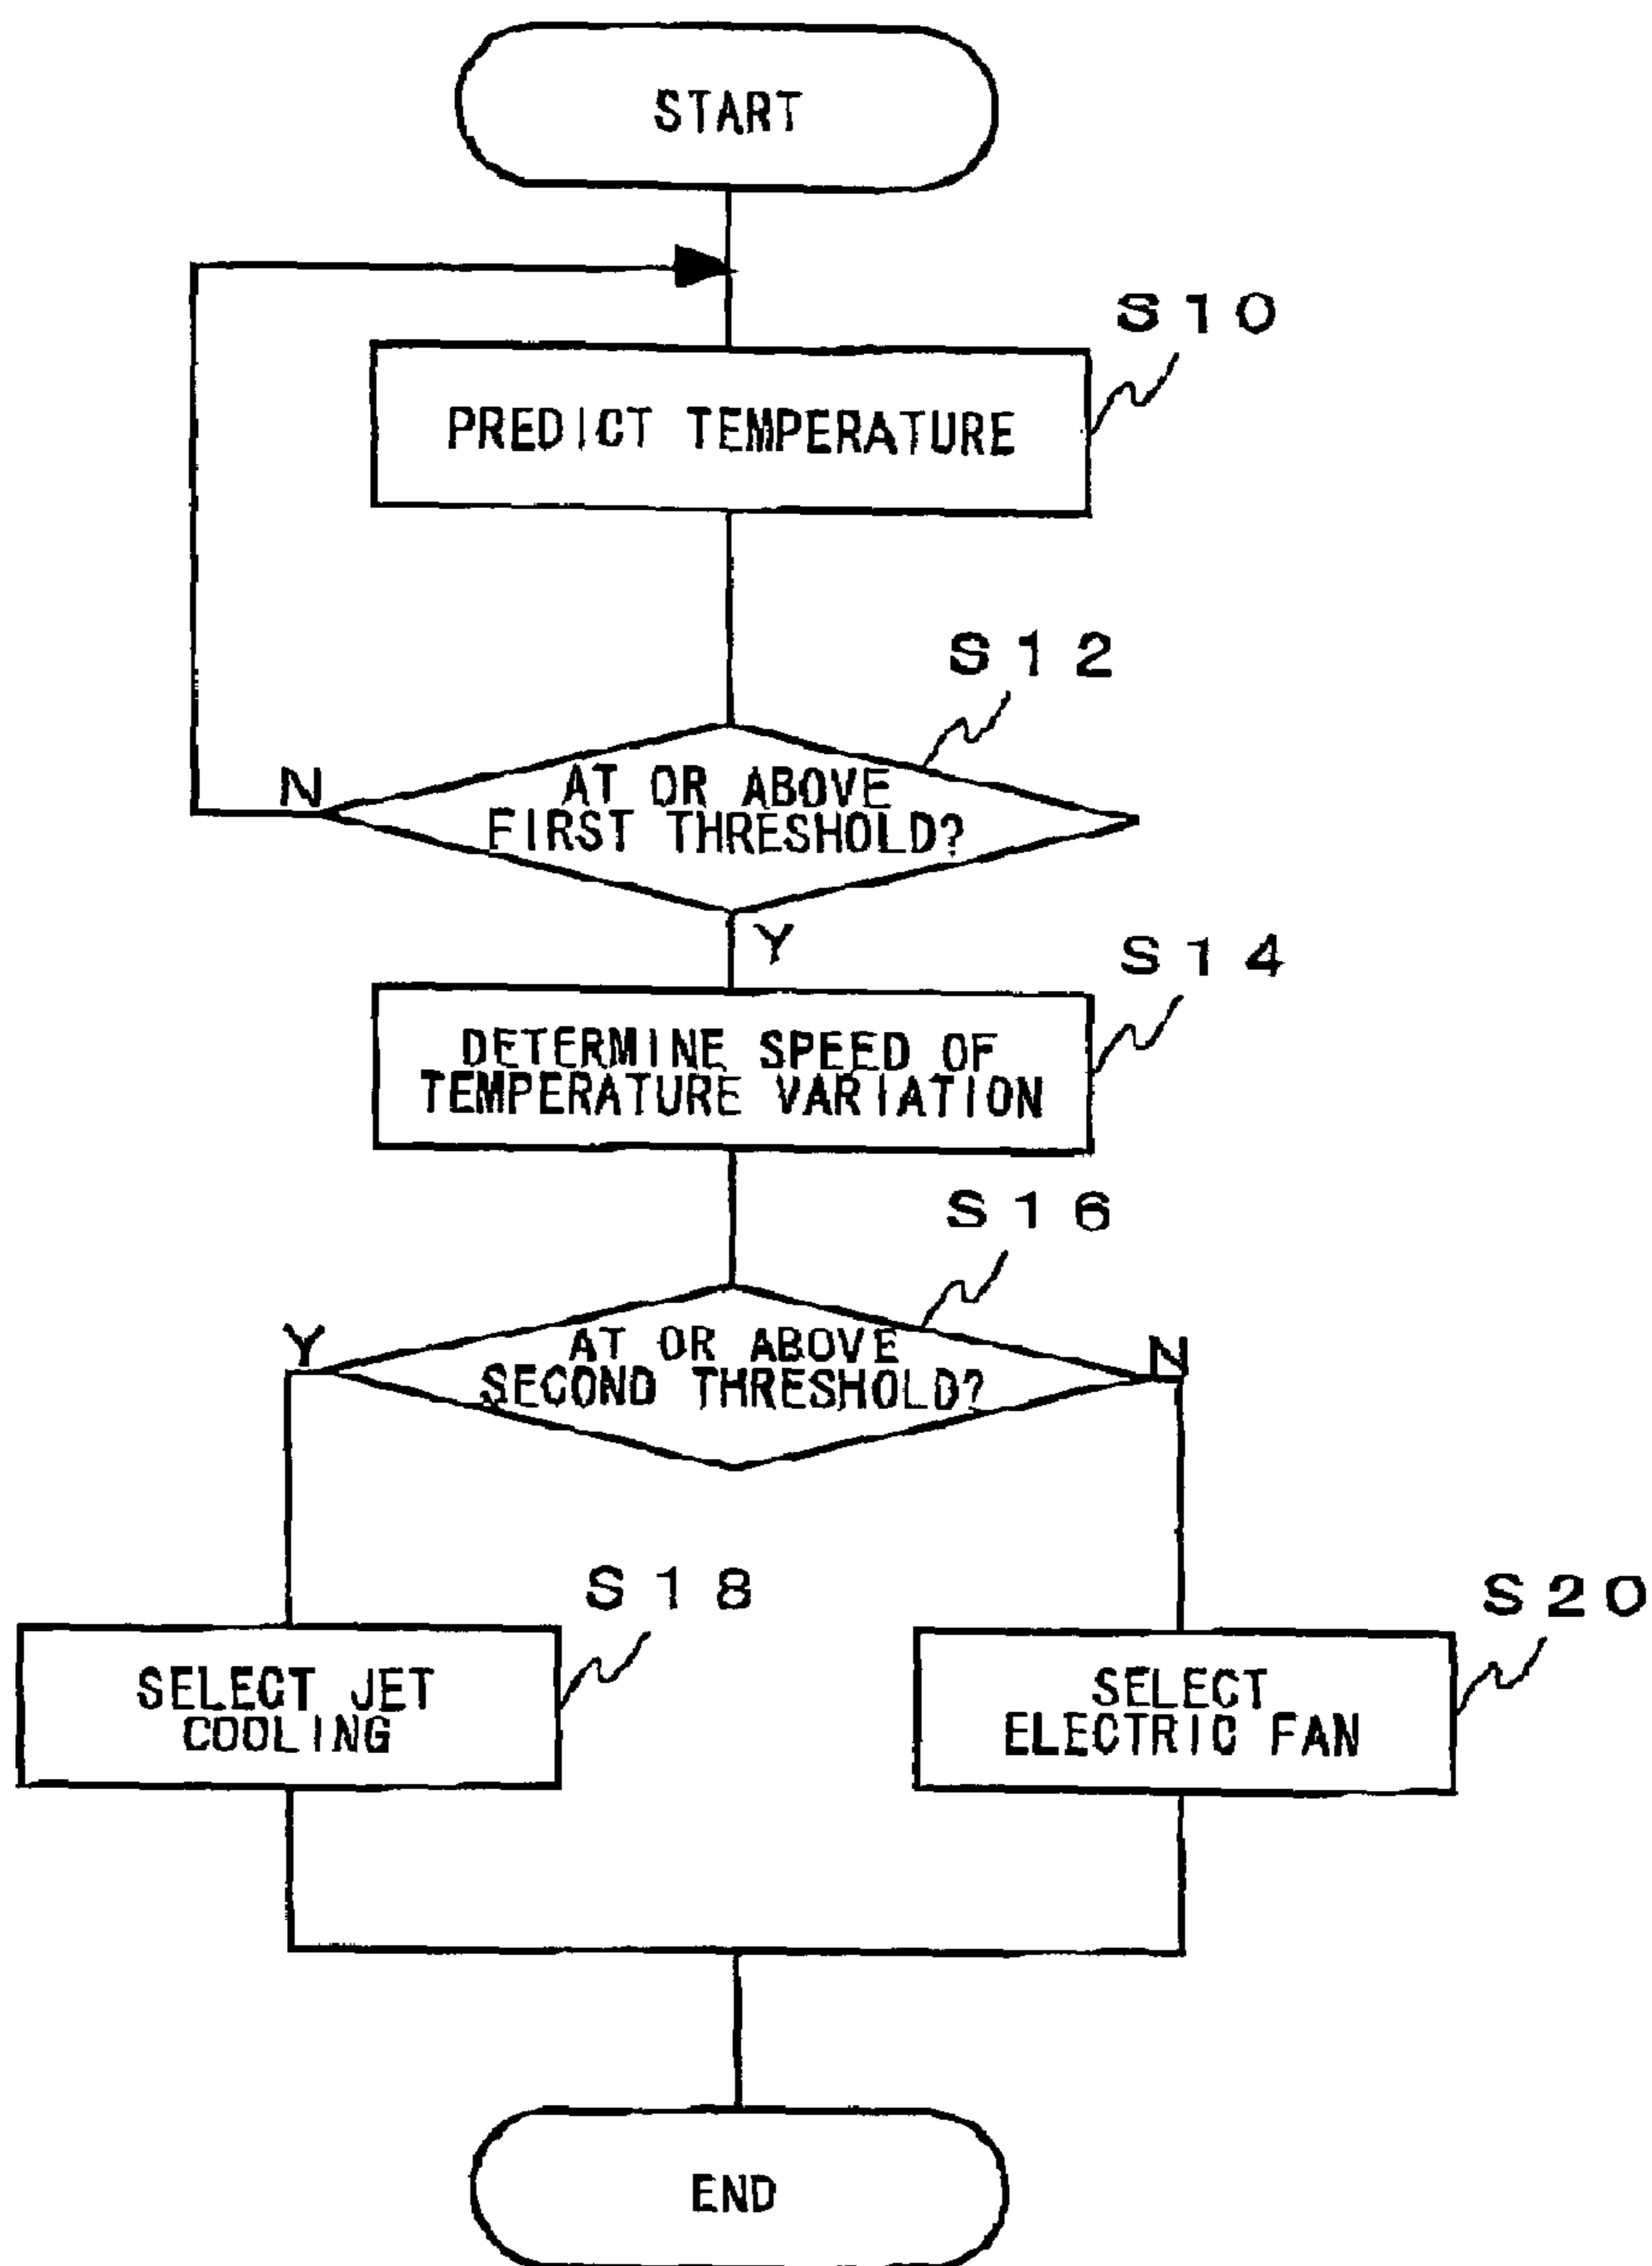 START
S10
PREDICT TEMPERATURE
S12
N
AT OR ABOVE
FIRST THRESHOLD?
Y
S14
DETERMINE SPEED OF
TEMPERATURE VARIATION
S16
Y
AT OR ABOVE
SECOND THRESHOLD?
N
S18
S20
SELECT JET
COOLING
SELECT
ELECTRIC FAN
END